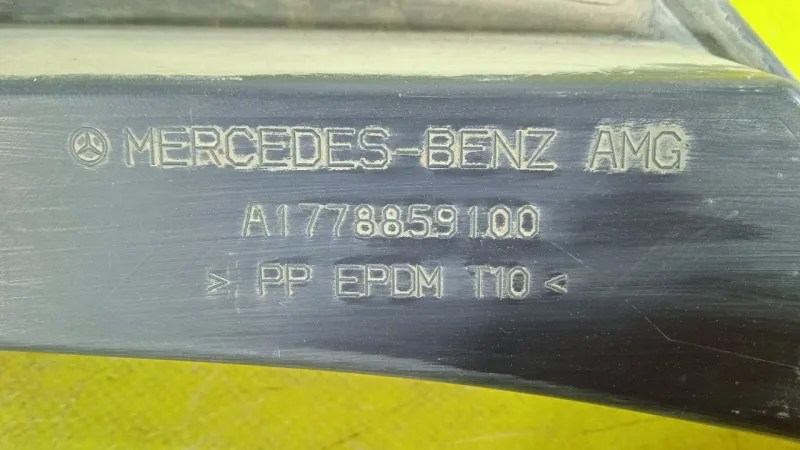 MERCEDES-BENZ AMG
A1778859100
> PP EPDM T10 <